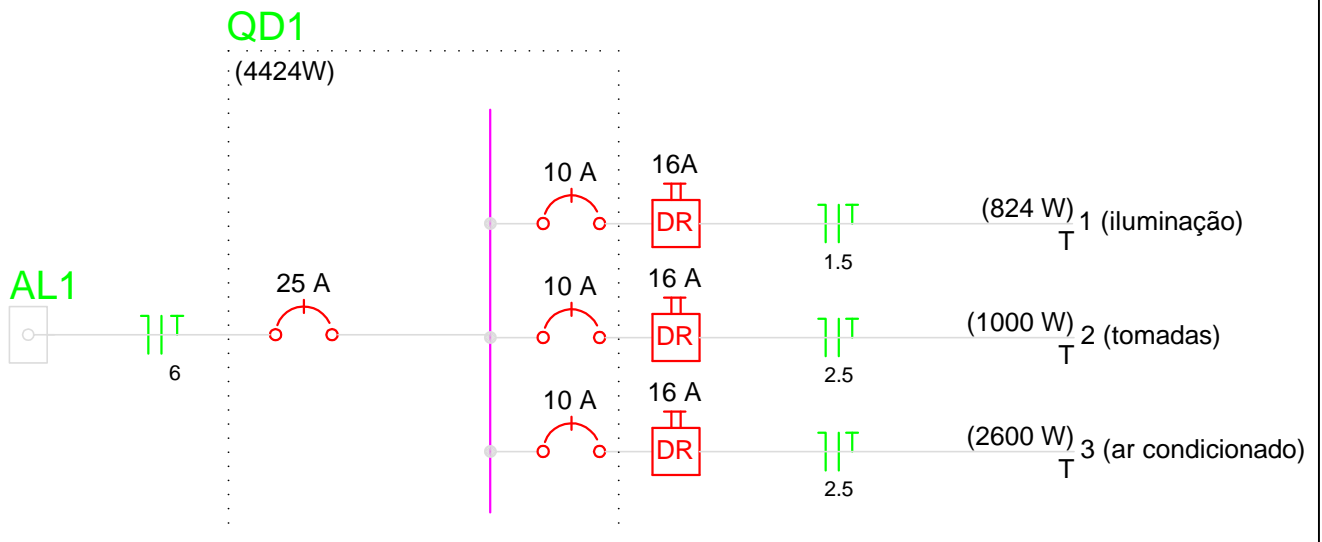 QD1
(4424W)
10 A
16A
DR
(824 W)
T
1 (iluminação)
1.5
AL1
T
6
25 A
10 A
16 A
DR
T
2.5
(1000 W)
T
2 (tomadas)
10 A
16 A
DR
T
2.5
(2600 W)
T
3 (ar condicionado)
T